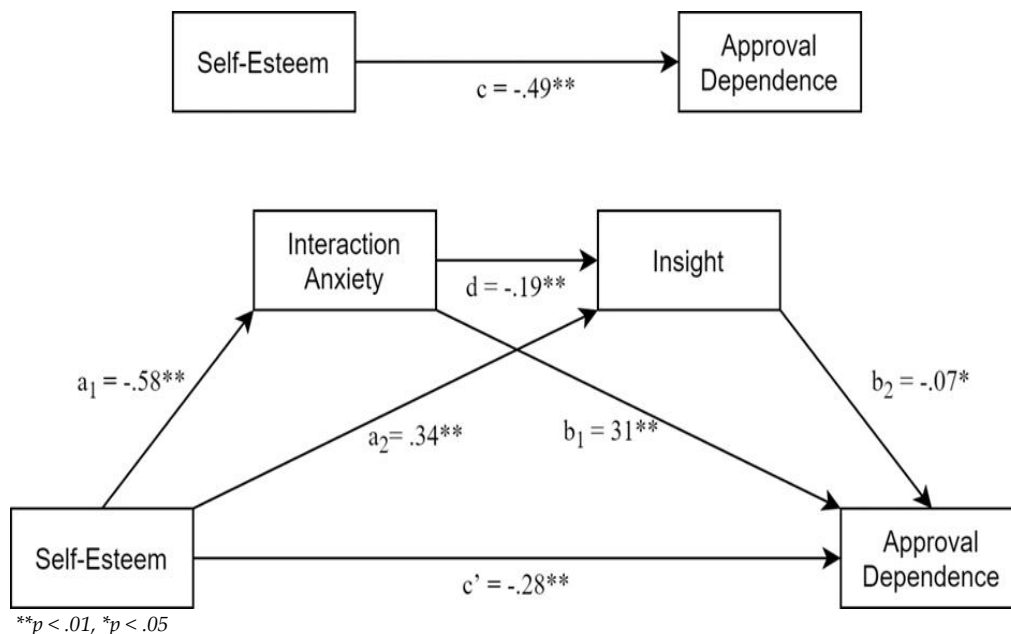 Self-Esteem
Approval
Dependence
c = -.49**
Interaction
Anxiety
Insight
d = -.19**
a₁ = -.58**
a₂= .34**
b₁ = 31**
b₂ = -.07*
Self-Esteem
Approval
Dependence
c’ = -.28**
**p < .01, *p < .05